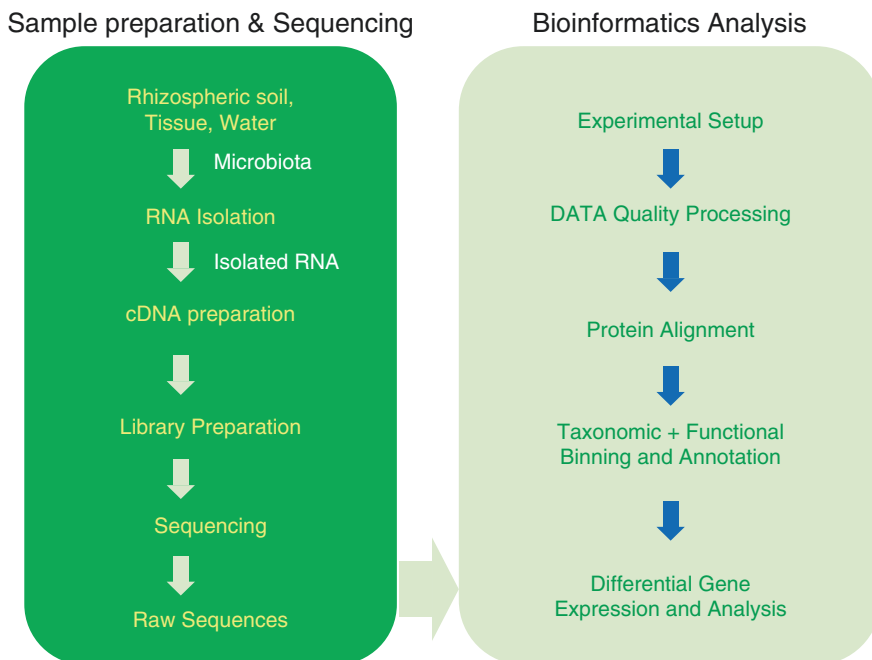 Sample preparation & Sequencing
Rhizospheric soil,
Tissue, Water
Microbiota
RNA Isolation
Isolated RNA
cDNA preparation
Library Preparation
Sequencing
Raw Sequences
Bioinformatics Analysis
Experimental Setup
DATA Quality Processing
Protein Alignment
Taxonomic + Functional
Binning and Annotation
Differential Gene
Expression and Analysis